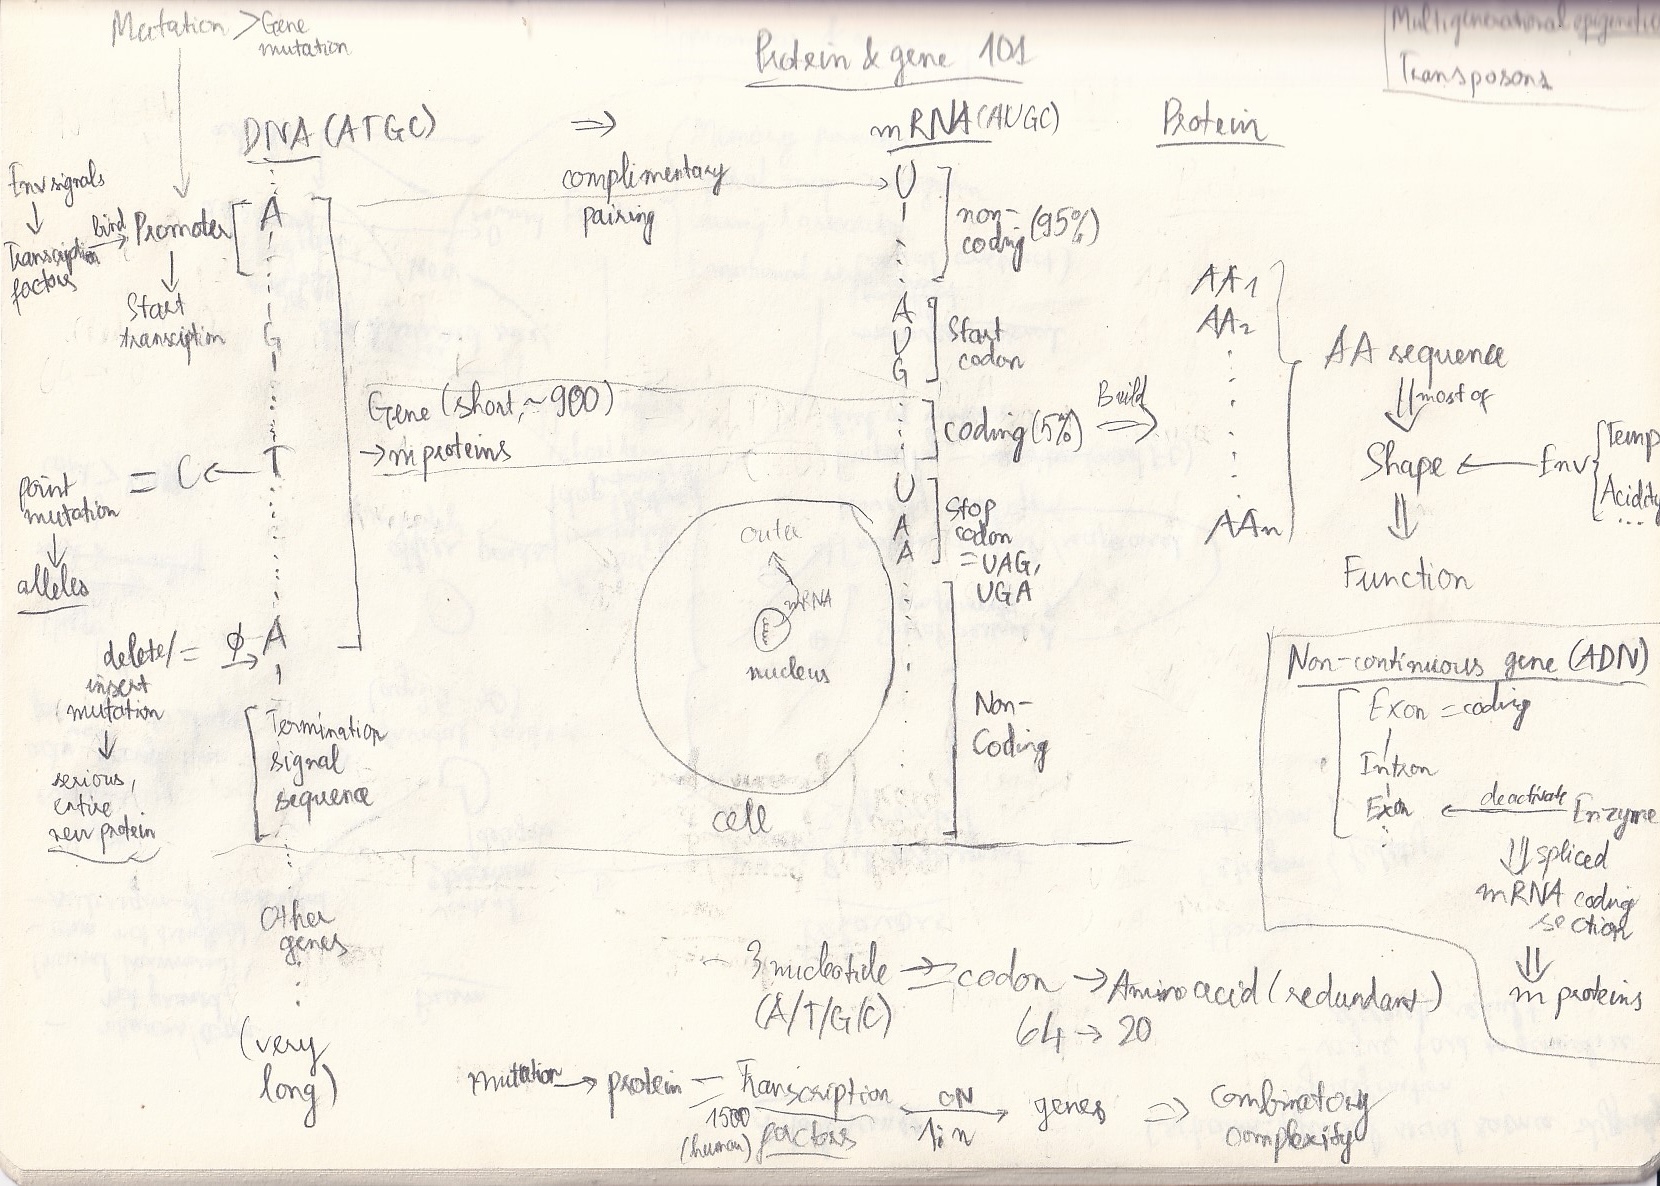 Mutation > Gene
mutation
Protein & gene 101
Multigenerational epigenetic
Transposons
DNA (ATGC) ⇒ mRNA (AUGC) Protein
Env signals
↓
Transcription
factors
bind
→
Promoter
↓
Start
transciption
A
G
T
A
complimentary
pairing
U
non-
coding (95%)
A
U
G
Start
codon
Gene (short, ~900)
→ m proteins
coding (5%)
Build
⇒
U
A
A
Stop
codon
= UAG,
UGA
Non-
Coding
AA1
AA2
AAn
AA sequence
⇓ most of
Shape ← Env { Temp
Acidity
...
⇓
Function
point
mutation
= C ←
↓
alleles
delete/ = ϕ
insert
mutation
↓
serious,
entire
new protein
Termination
signal
sequence
Other
genes
(very
long)
outer
mRNA
nucleus
cell
Non-continuous gene (ADN)
Exon = coding
Intron
Exon ← deactivate Enzyme
⇓ spliced
mRNA coding
section
⇓
m proteins
3 nucleotide → = codon → Amino acid (redundant)
(A/T/G/C) 64 → 20
mutation → protein = Transcription ON genes ⇒ combinatory
1500 factors 1:n complexity
(human)